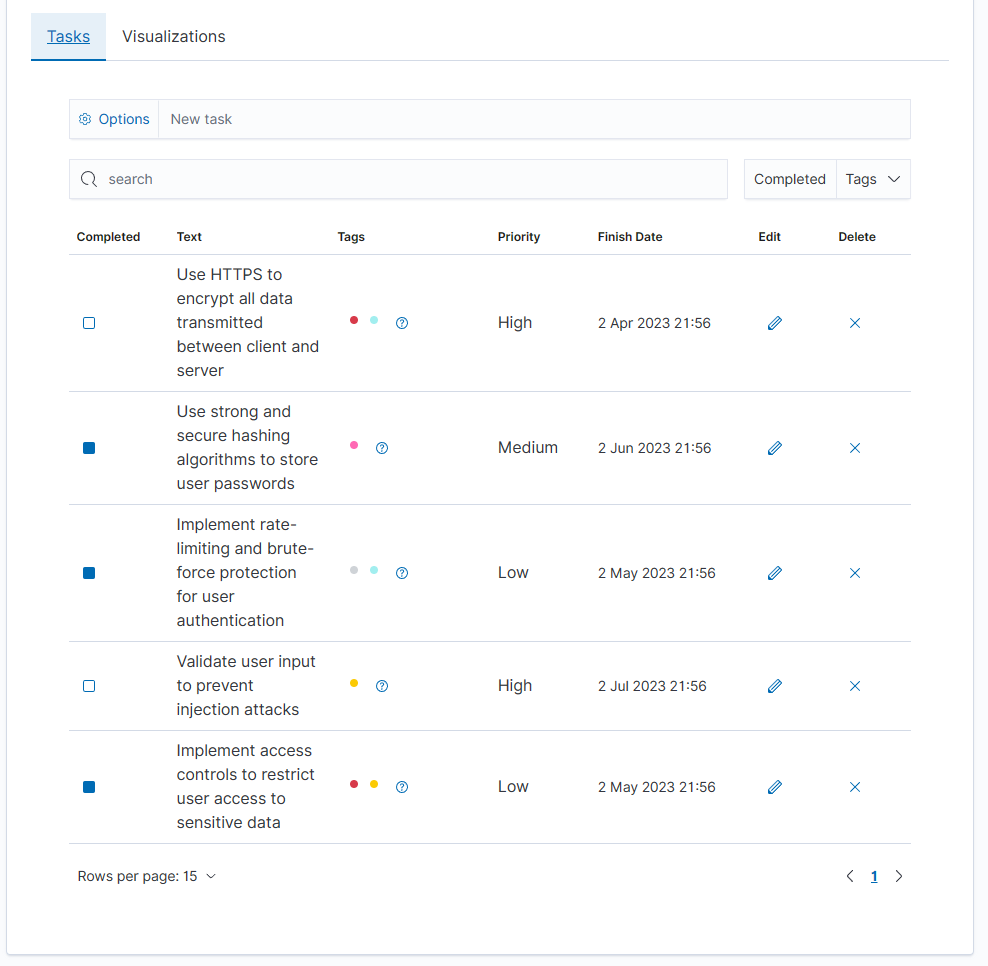 Tasks Visualizations
Options New task
search Completed Tags
Completed Text Tags Priority Finish Date Edit Delete
Use HTTPS to
encrypt all data
transmitted High 2 Apr 2023 21:56
between client and
server
Use strong and
secure hashing
algorithms to store Medium 2 Jun 2023 21:56
user passwords
Implement rate-
limiting and brute-
force protection Low 2 May 2023 21:56
for user
authentication
Validate user input
to prevent High 2 Jul 2023 21:56
injection attacks
Implement access
controls to restrict
user access to Low 2 May 2023 21:56
sensitive data
Rows per page: 15 1